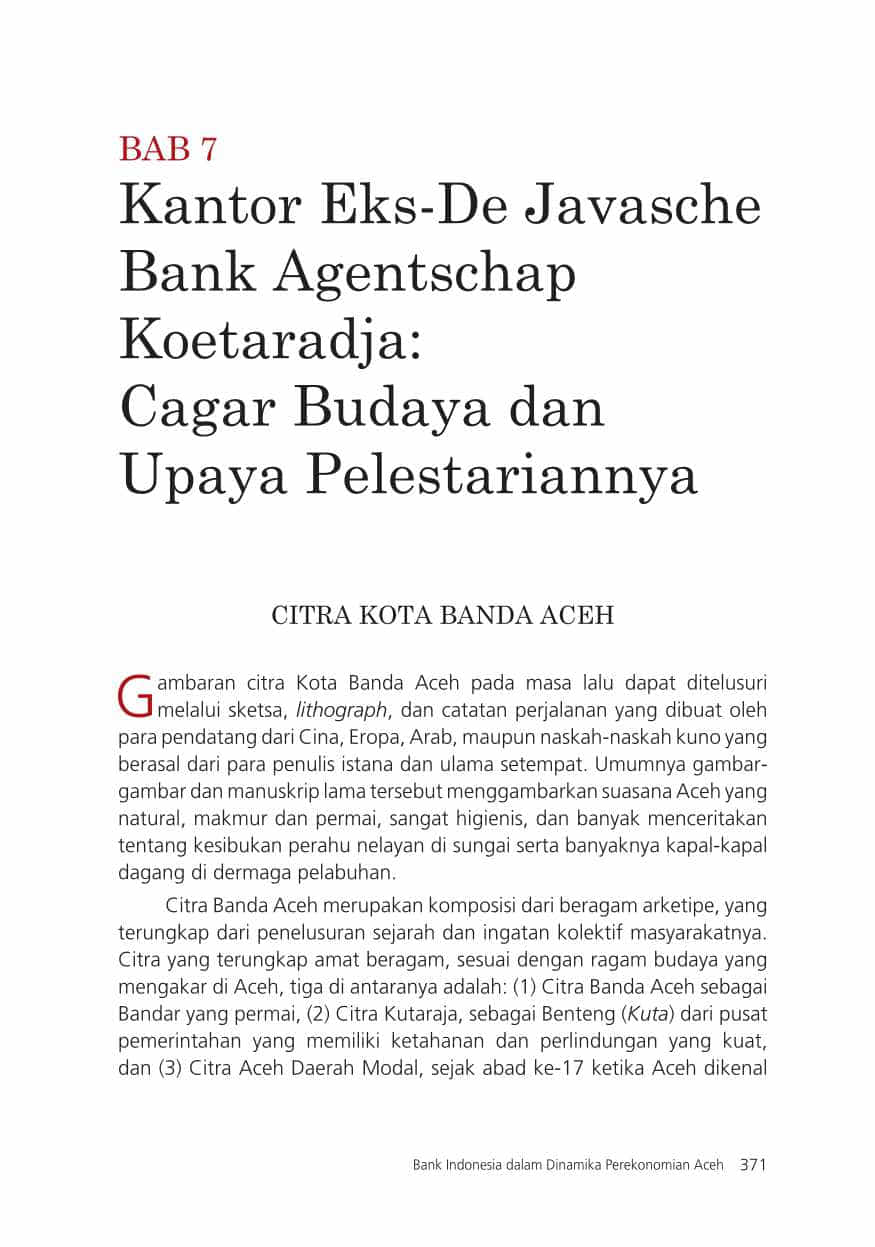 BAB 7
Kantor Eks-De Javasche
Bank Agentschap
Koetaradja:
Cagar Budaya dan
Upaya Pelestariannya
CITRA KOTA BANDA ACEH
Gambaran citra Kota Banda Aceh pada masa lalu dapat ditelusuri
melalui sketsa, lithograph, dan catatan perjalanan yang dibuat oleh
para pendatang dari Cina, Eropa, Arab, maupun naskah-naskah kuno yang
berasal dari para penulis istana dan ulama setempat. Umumnya gambar-
gambar dan manuskrip lama tersebut menggambarkan suasana Aceh yang
natural, makmur dan permai, sangat higienis, dan banyak menceritakan
tentang kesibukan perahu nelayan di sungai serta banyaknya kapal-kapal
dagang di dermaga pelabuhan.
Citra Banda Aceh merupakan komposisi dari beragam arketipe, yang
terungkap dari penelusuran sejarah dan ingatan kolektif masyarakatnya.
Citra yang terungkap amat beragam, sesuai dengan ragam budaya yang
mengakar di Aceh, tiga di antaranya adalah: (1) Citra Banda Aceh sebagai
Bandar yang permai, (2) Citra Kutaraja, sebagai Benteng (Kuta) dari pusat
pemerintahan yang memiliki ketahanan dan perlindungan yang kuat,
dan (3) Citra Aceh Daerah Modal, sejak abad ke-17 ketika Aceh dikenal
Bank Indonesia dalam Dinamika Perekonomian Aceh 371